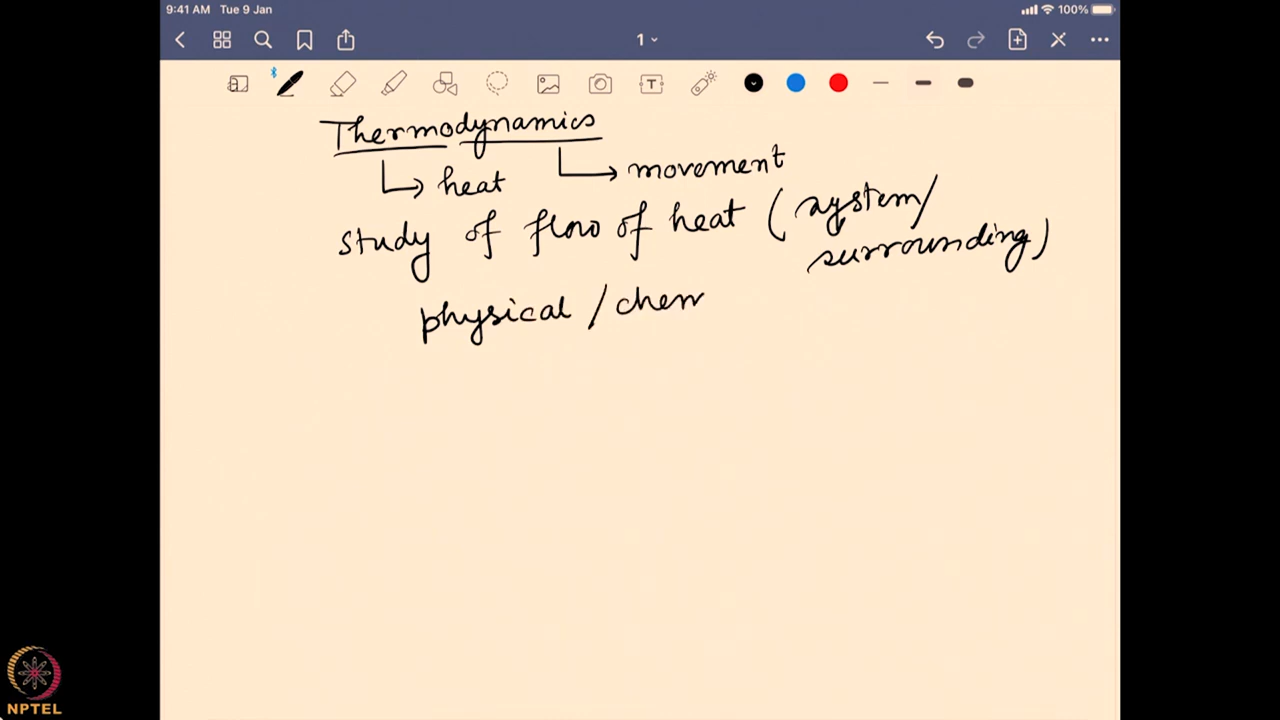 9:41 AM Tue 9 Jan
100%
1
T
Thermodynamics
heat
movement
study of flow of heat (system/
surrounding)
physical / chem
NPTEL